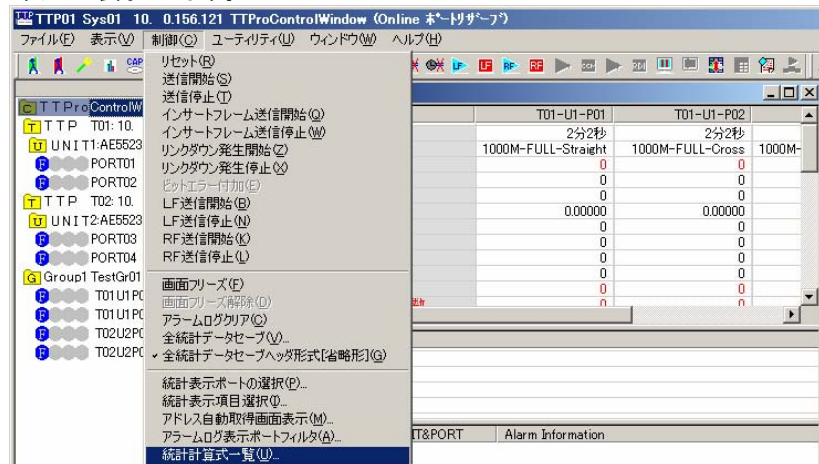 TTP01 Sys01 10. 0.156.121 TTProControlWindow (Online ﾎﾟｰﾄﾘｻﾞｰﾌﾞ)
ファイル(F) 表示(V) 制御(C) ユーティリティ(U) ウィンドウ(W) ヘルプ(H)
リセット(R)
送信開始(S)
送信停止(T)
インサートフレーム送信開始(Q)
インサートフレーム送信停止(W)
リンクダウン発生開始(Z)
リンクダウン発生停止(X)
ビットエラー付加(E)
LF送信開始(B)
LF送信停止(N)
RF送信開始(K)
RF送信停止(L)
画面フリーズ(F)
画面フリーズ解除(D)
アラームログクリア(C)
全統計データセーブ(V)...
全統計データセーブヘッダ形式[省略形](G)
統計表示ポートの選択(P)...
統計表示項目選択(I)...
アドレス自動取得画面表示(M)...
アラームログ表示ポートフィルタ(A)...
統計計算式一覧(U)...
TTProControlW
TTP T01: 10.
UNIT1:AE5523
PORT01
PORT02
TTP T02: 10.
UNIT2:AE5523
PORT03
PORT04
Group1 TestGr01
T01U1P
T01U1P
T02U2P
T02U2P
T01-U1-P01 T01-U1-P02
2分2秒 2分2秒
1000M-FULL-Straight 1000M-FULL-Cross 1000M-
0 0
0 0
0 0
0.00000 0.00000
0 0
0 0
0 0
0 0
0 0
T&PORT Alarm Information